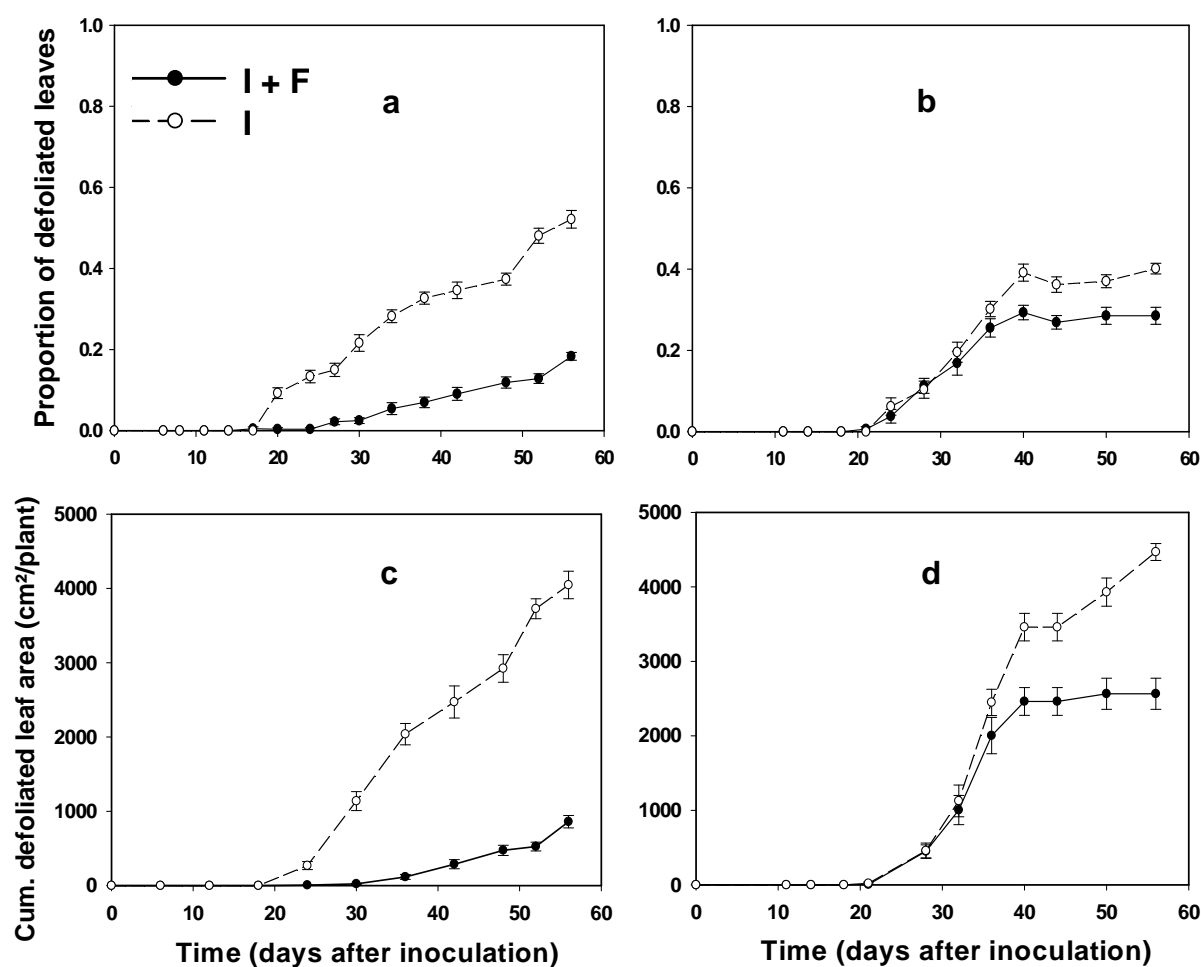 Proportion of defoliated leaves
1.0
0.8
0.6
0.4
0.2
0.0
I + F
I
a
0 10 20 30 40 50 60
1.0
0.8
0.6
0.4
0.2
0.0
b
0 10 20 30 40 50 60
Cum. defoliated leaf area (cm²/plant)
5000
4000
3000
2000
1000
0
c
0 10 20 30 40 50 60
Time (days after inoculation)
5000
4000
3000
2000
1000
0
d
0 10 20 30 40 50 60
Time (days after inoculation)